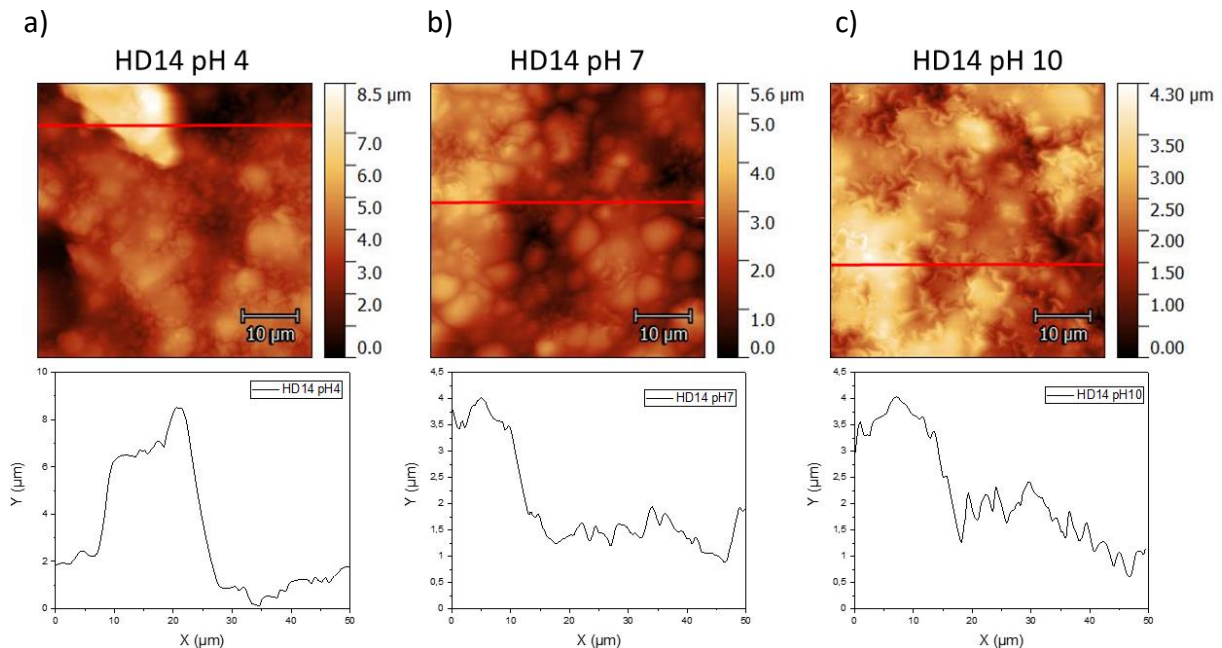 a)
HD14 pH 4
8.5 µm
7.0
6.0
5.0
4.0
3.0
2.0
0.0
10 µm
10
8
6
4
2
0
Y (µm)
HD14 pH4
0 10 20 30 40 50
X (µm)
b)
HD14 pH 7
5.6 µm
5.0
4.0
3.0
2.0
1.0
0.0
10 µm
4,5
4
3,5
3
2,5
2
1,5
1
0,5
0
Y (µm)
HD14 pH7
0 10 20 30 40 50
X (µm)
c)
HD14 pH 10
4.30 µm
3.50
3.00
2.50
2.00
1.50
1.00
0.00
10 µm
4,5
4
3,5
3
2,5
2
1,5
1
0,5
0
Y (µm)
HD14 pH10
0 10 20 30 40 50
X (µm)